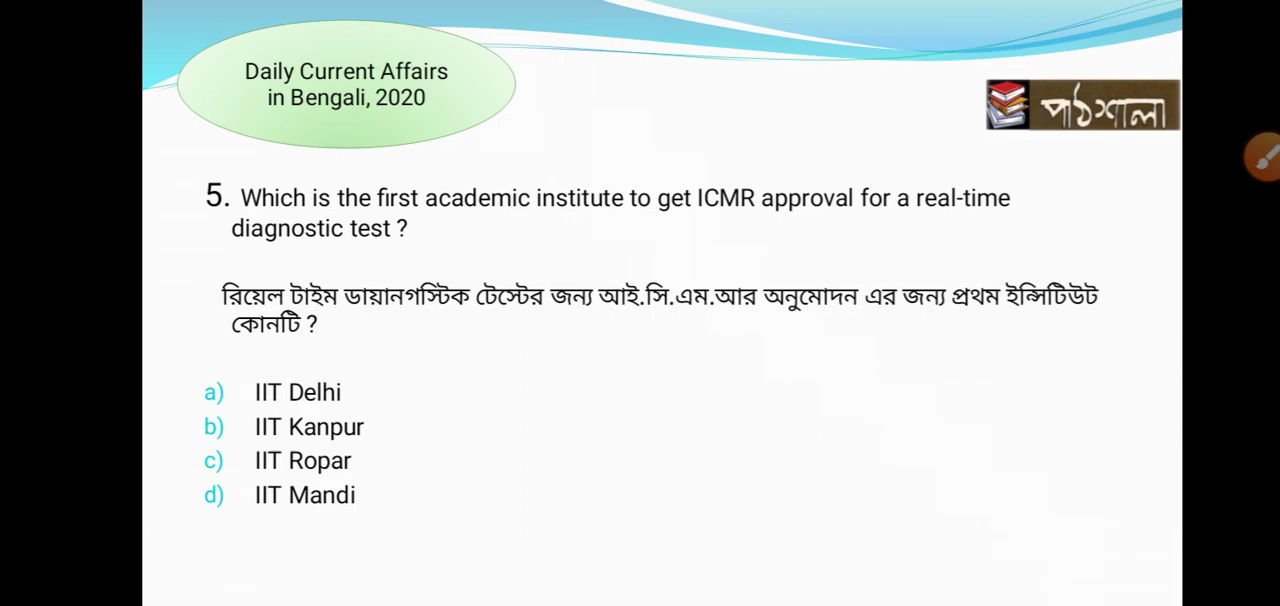 Daily Current Affairs
in Bengali, 2020
পাঠশালা
5. Which is the first academic institute to get ICMR approval for a real-time
diagnostic test ?
রিয়েল টাইম ডায়ানগস্টিক টেস্টের জন্য আই.সি.এম.আর অনুমোদন এর জন্য প্রথম ইন্সিটিউট
কোনটি ?
a) IIT Delhi
b) IIT Kanpur
c) IIT Ropar
d) IIT Mandi